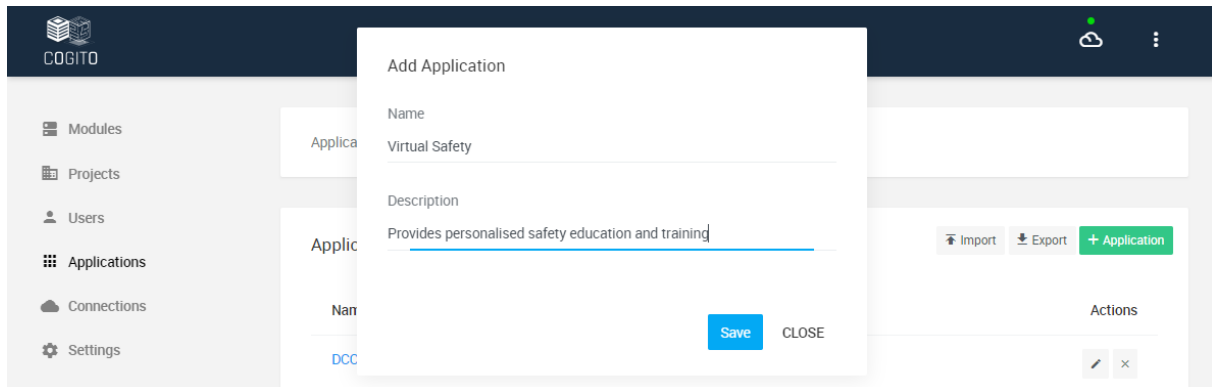 COGITO
Add Application
Name
Virtual Safety
Description
Provides personalised safety education and training
Save
CLOSE
Modules
Projects
Users
Applications
Connections
Settings
Applica
Applic
Import
Export
+ Application
Nam
Actions
DCC